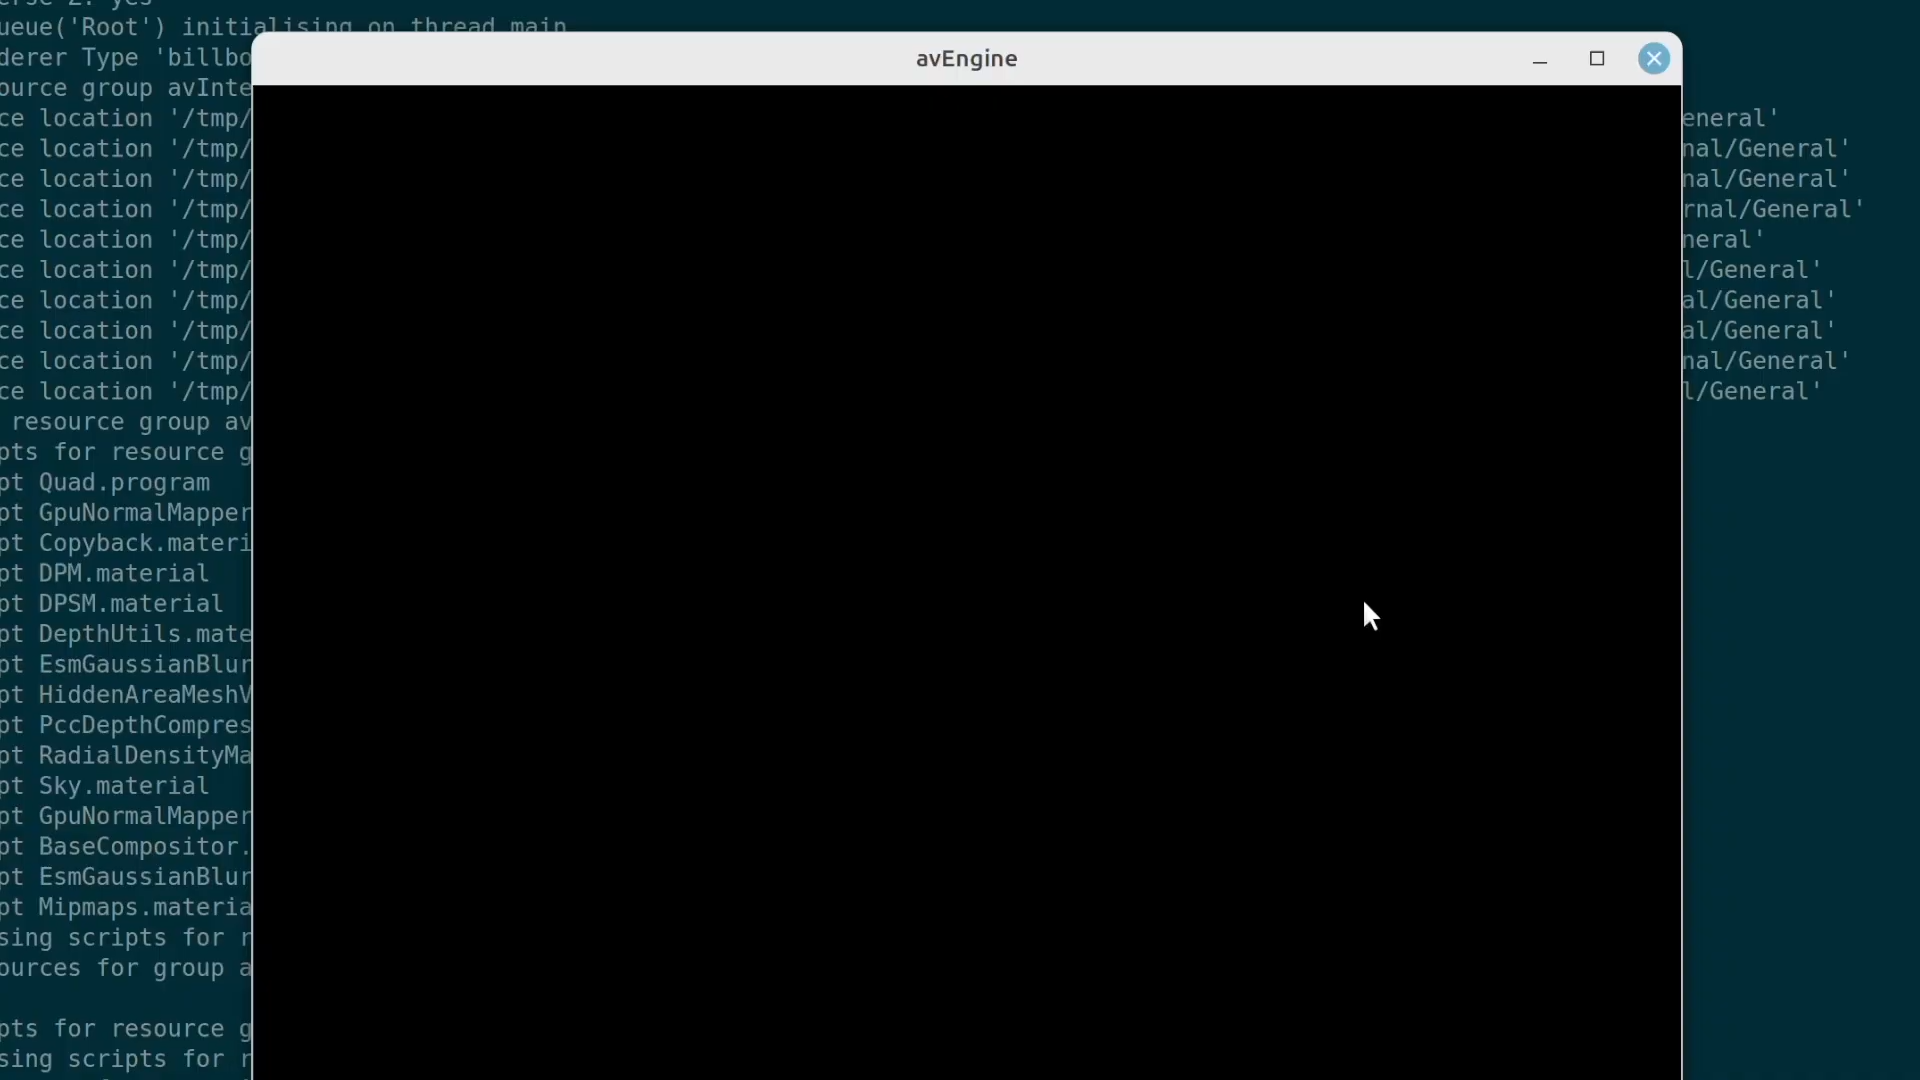 ueue('Root') initialising on thread main
avEngine
derer Type 'billbo
ource group avInte
ce location '/tmp/ eneral'
ce location '/tmp/ nal/General'
ce location '/tmp/ nal/General'
ce location '/tmp/ rnal/General'
ce location '/tmp/ neral'
ce location '/tmp/ l/General'
ce location '/tmp/ al/General'
ce location '/tmp/ al/General'
ce location '/tmp/ nal/General'
ce location '/tmp/ l/General'
resource group av
pts for resource g
pt Quad.program
pt GpuNormalMapper
pt Copyback.materi
pt DPM.material
pt DPSM.material
pt DepthUtils.mate
pt EsmGaussianBlur
pt HiddenAreaMeshV
pt PccDepthCompres
pt RadialDensityMa
pt Sky.material
pt GpuNormalMapper
pt BaseCompositor.
pt EsmGaussianBlur
pt Mipmaps.materia
sing scripts for r
ources for group a
pts for resource g
sing scripts for r